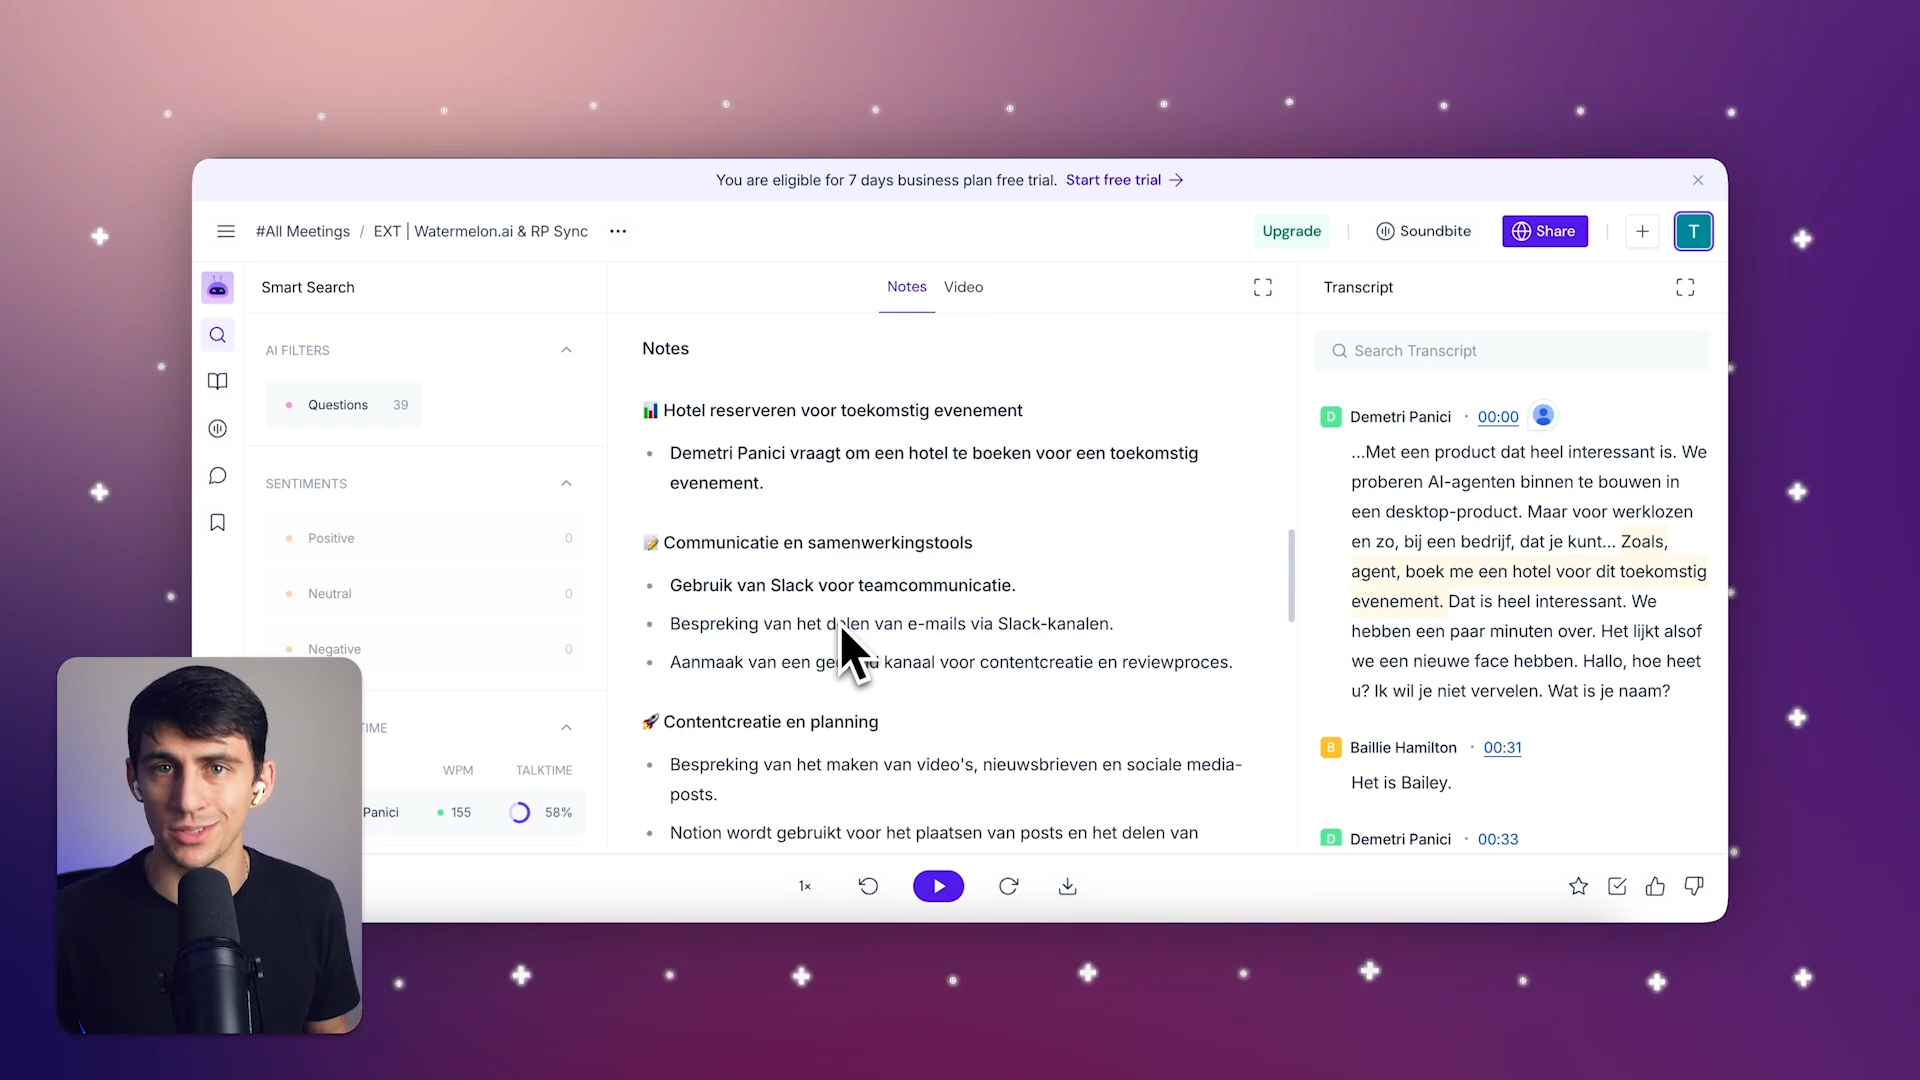 You are eligible for 7 days business plan free trial. Start free trial →
#All Meetings / EXT | Watermelon.ai & RP Sync ...
Upgrade
Soundbite
Share
T
Smart Search
AI FILTERS
Questions 39
SENTIMENTS
Positive 0
Neutral 0
Negative 0
TIME
WPM TALKTIME
Panici 155 58%
Notes Video
Notes
Hotel reserveren voor toekomstig evenement
• Demetri Panici vraagt om een hotel te boeken voor een toekomstig
evenement.
Communicatie en samenwerkingstools
• Gebruik van Slack voor teamcommunicatie.
• Bespreking van het delen van e-mails via Slack-kanalen.
• Aanmaak van een kanaal voor contentcreatie en reviewproces.
Contentcreatie en planning
• Bespreking van het maken van video's, nieuwsbrieven en sociale media-
posts.
• Notion wordt gebruikt voor het plaatsen van posts en het delen van
1×
Transcript
Search Transcript
D Demetri Panici · 00:00
...Met een product dat heel interessant is. We
proberen AI-agenten binnen te bouwen in
een desktop-product. Maar voor werklozen
en zo, bij een bedrijf, dat je kunt... Zoals,
agent, boek me een hotel voor dit toekomstig
evenement. Dat is heel interessant. We
hebben een paar minuten over. Het lijkt alsof
we een nieuwe face hebben. Hallo, hoe heet
u? Ik wil je niet vervelen. Wat is je naam?
B Baillie Hamilton · 00:31
Het is Bailey.
D Demetri Panici · 00:33